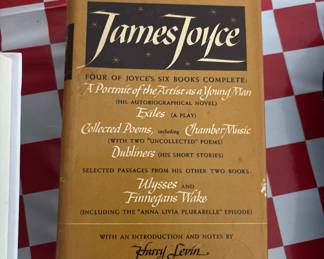 James Joyce
FOUR OF JOYCE'S SIX BOOKS COMPLETE:
A Portrait of the Artist as a Young Man
(HIS AUTOBIOGRAPHICAL NOVEL)
Exiles (A PLAY)
Collected Poems, including Chamber Music
(WITH TWO "UNCOLLECTED" POEMS)
Dubliners (HIS SHORT STORIES)
SELECTED PASSAGES FROM HIS OTHER TWO BOOKS:
Ulysses AND
Finnegans Wake
(INCLUDING THE "ANNA LIVIA PLURABELLE" EPISODE)
WITH AN INTRODUCTION AND NOTES BY
Harry Levin